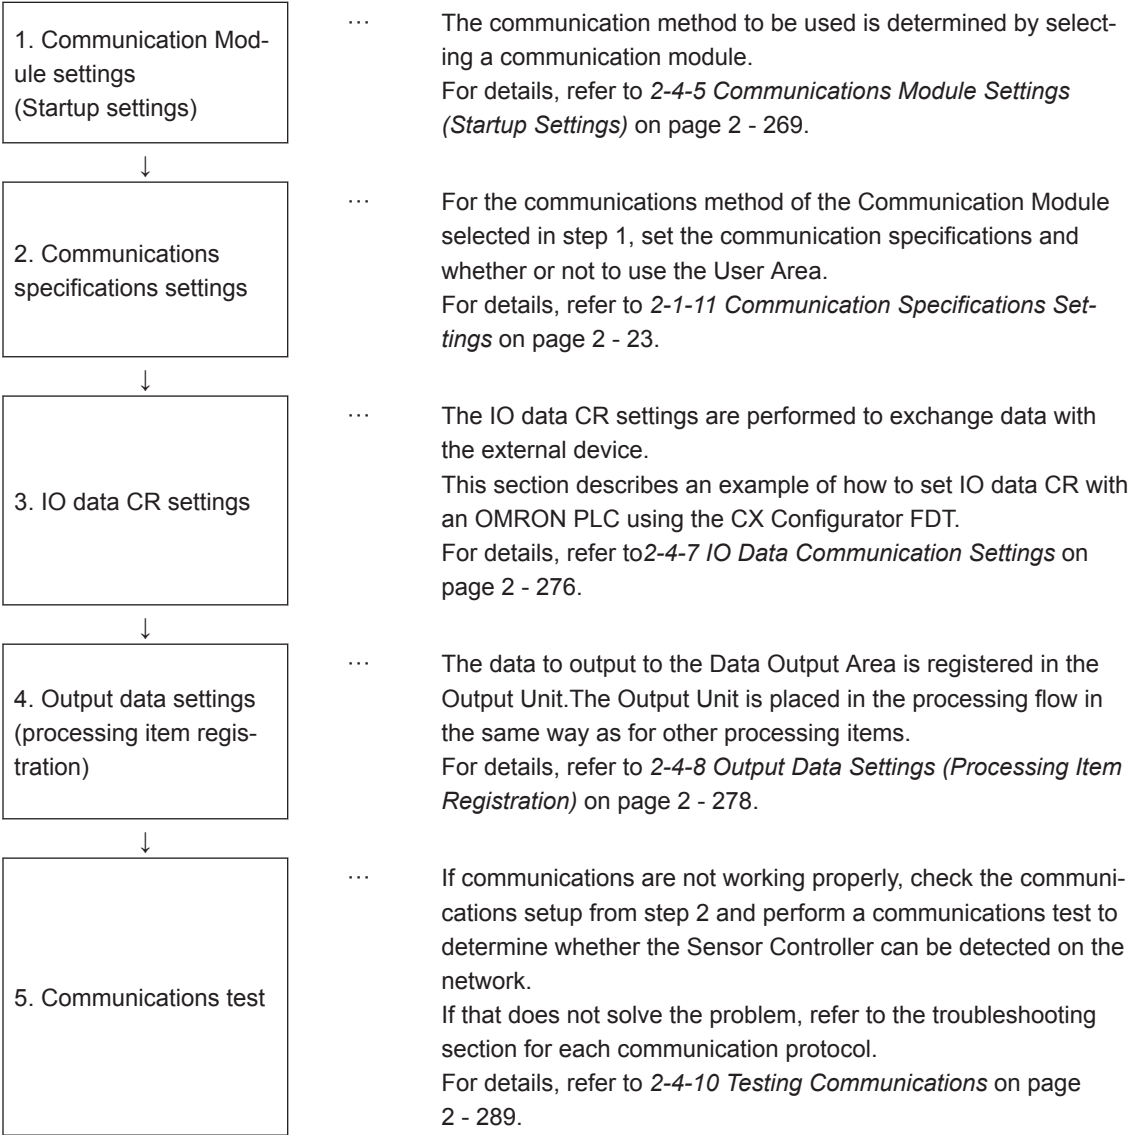 1. Communication Mod-
ule settings
(Startup settings)
…
The communication method to be used is determined by select-
ing a communication module.
For details, refer to 2-4-5 Communications Module Settings
(Startup Settings) on page 2 - 269.
↓
2. Communications
specifications settings
…
For the communications method of the Communication Module
selected in step 1, set the communication specifications and
whether or not to use the User Area.
For details, refer to 2-1-11 Communication Specifications Set-
tings on page 2 - 23.
↓
3. IO data CR settings
…
The IO data CR settings are performed to exchange data with
the external device.
This section describes an example of how to set IO data CR with
an OMRON PLC using the CX Configurator FDT.
For details, refer to2-4-7 IO Data Communication Settings on
page 2 - 276.
↓
4. Output data settings
(processing item regis-
tration)
…
The data to output to the Data Output Area is registered in the
Output Unit.The Output Unit is placed in the processing flow in
the same way as for other processing items.
For details, refer to 2-4-8 Output Data Settings (Processing Item
Registration) on page 2 - 278.
↓
5. Communications test
…
If communications are not working properly, check the communi-
cations setup from step 2 and perform a communications test to
determine whether the Sensor Controller can be detected on the
network.
If that does not solve the problem, refer to the troubleshooting
section for each communication protocol.
For details, refer to 2-4-10 Testing Communications on page
2 - 289.